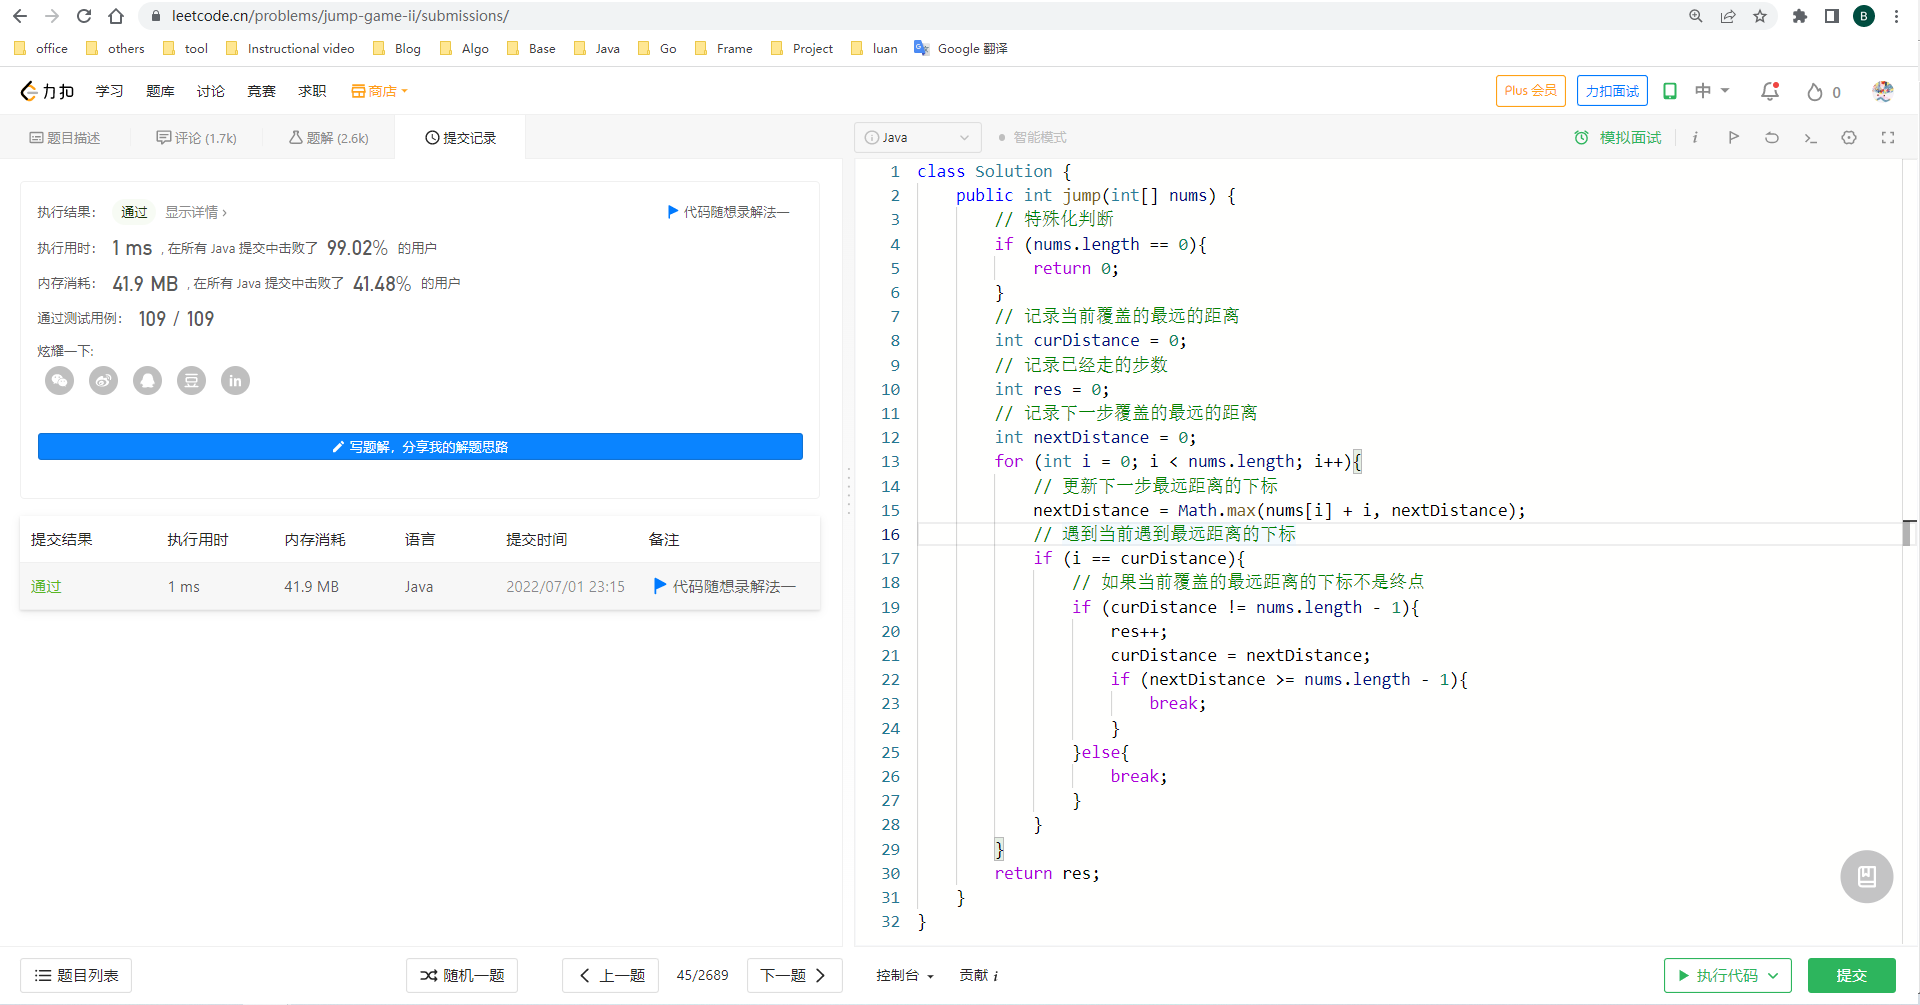 leetcode.cn/problems/jump-game-ii/submissions/
B
office others tool Instructional video Blog Algo Base Java Go Frame Project luan Google 翻译
力扣 学习 题库 讨论 竞赛 求职 商店 Plus 会员 力扣面试 中 0
题目描述 评论 (1.7k) 题解 (2.6k) 提交记录
执行结果： 通过 显示详情 › 代码随想录解法一
执行用时： 1 ms , 在所有 Java 提交中击败了 99.02% 的用户
内存消耗： 41.9 MB , 在所有 Java 提交中击败了 41.48% 的用户
通过测试用例： 109 / 109
炫耀一下:
豆 in
写题解，分享我的解题思路
提交结果 执行用时 内存消耗 语言 提交时间 备注
通过 1 ms 41.9 MB Java 2022/07/01 23:15 代码随想录解法一
Java 智能模式 模拟面试 i
1 class Solution {
2 public int jump(int[] nums) {
3 // 特殊化判断
4 if (nums.length == 0){
5 return 0;
6 }
7 // 记录当前覆盖的最远的距离
8 int curDistance = 0;
9 // 记录已经走的步数
10 int res = 0;
11 // 记录下一步覆盖的最远的距离
12 int nextDistance = 0;
13 for (int i = 0; i < nums.length; i++){
14 // 更新下一步最远距离的下标
15 nextDistance = Math.max(nums[i] + i, nextDistance);
16 // 遇到当前遇到最远距离的下标
17 if (i == curDistance){
18 // 如果当前覆盖的最远距离的下标不是终点
19 if (curDistance != nums.length - 1){
20 res++;
21 curDistance = nextDistance;
22 if (nextDistance >= nums.length - 1){
23 break;
24 }
25 }else{
26 break;
27 }
28 }
29 }
30 return res;
31 }
32 }
题目列表 随机一题 上一题 45/2689 下一题 控制台 贡献 i 执行代码 提交